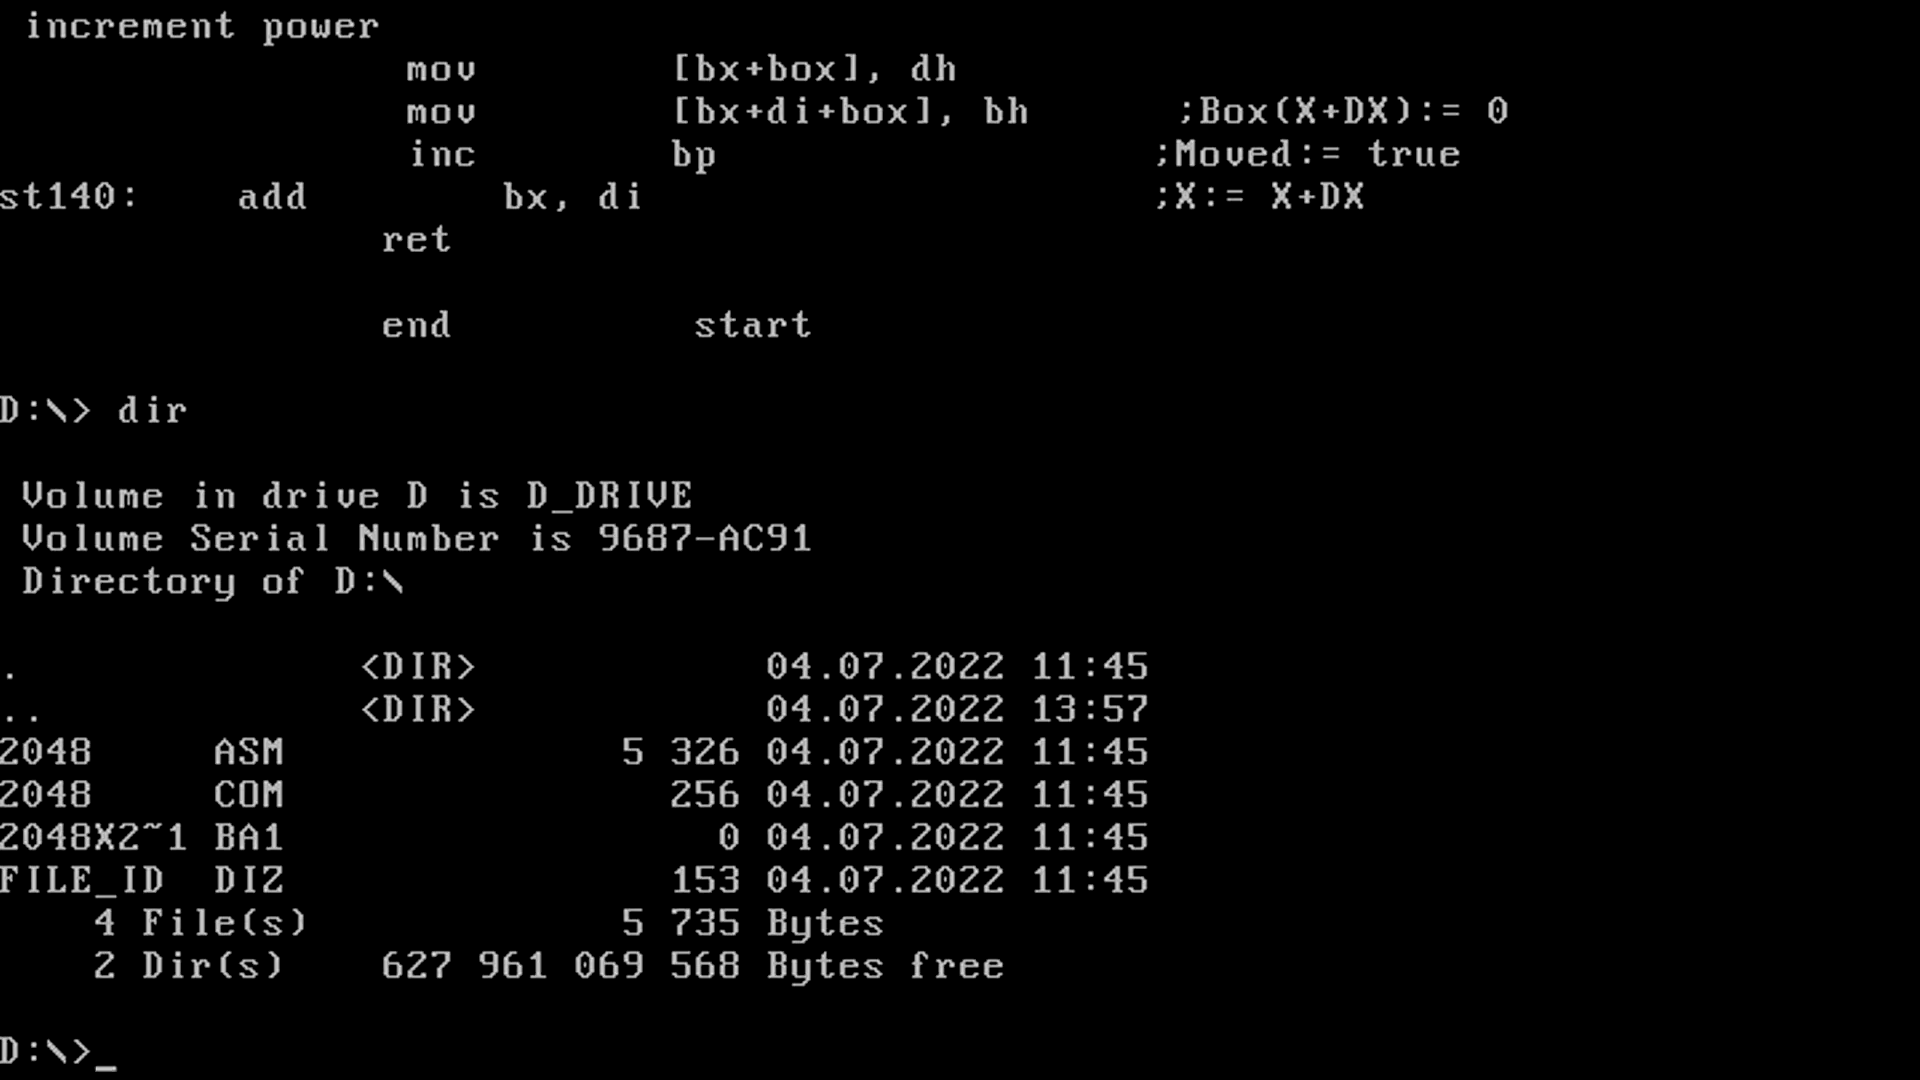 increment power
mov [bx+box], dh
mov [bx+di+box], bh ;Box(X+DX):= 0
inc bp ;Moved:= true
st140: add bx, di ;X:= X+DX
ret
end start
D:\> dir
Volume in drive D is D_DRIVE
Volume Serial Number is 9687-AC91
Directory of D:\
. <DIR> 04.07.2022 11:45
.. <DIR> 04.07.2022 13:57
2048 ASM 5 326 04.07.2022 11:45
2048 COM 256 04.07.2022 11:45
2048X2~1 BA1 0 04.07.2022 11:45
FILE_ID DIZ 153 04.07.2022 11:45
4 File(s) 5 735 Bytes
2 Dir(s) 627 961 069 568 Bytes free
D:\>_